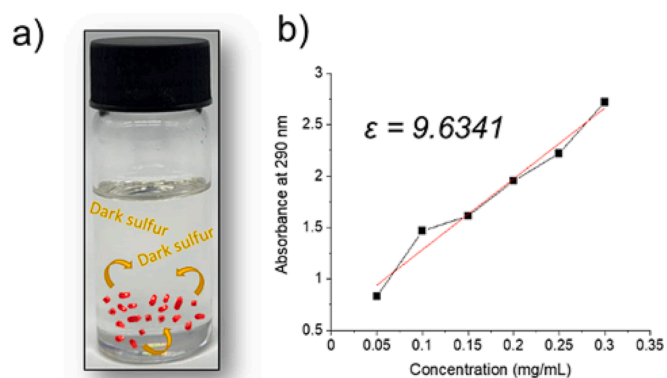 a)
Dark sulfur
Dark sulfur
b)
ε = 9.6341
Absorbance at 290 nm
3
2.5
2
1.5
1
0.5
0 0.05 0.1 0.15 0.2 0.25 0.3 0.35
Concentration (mg/mL)